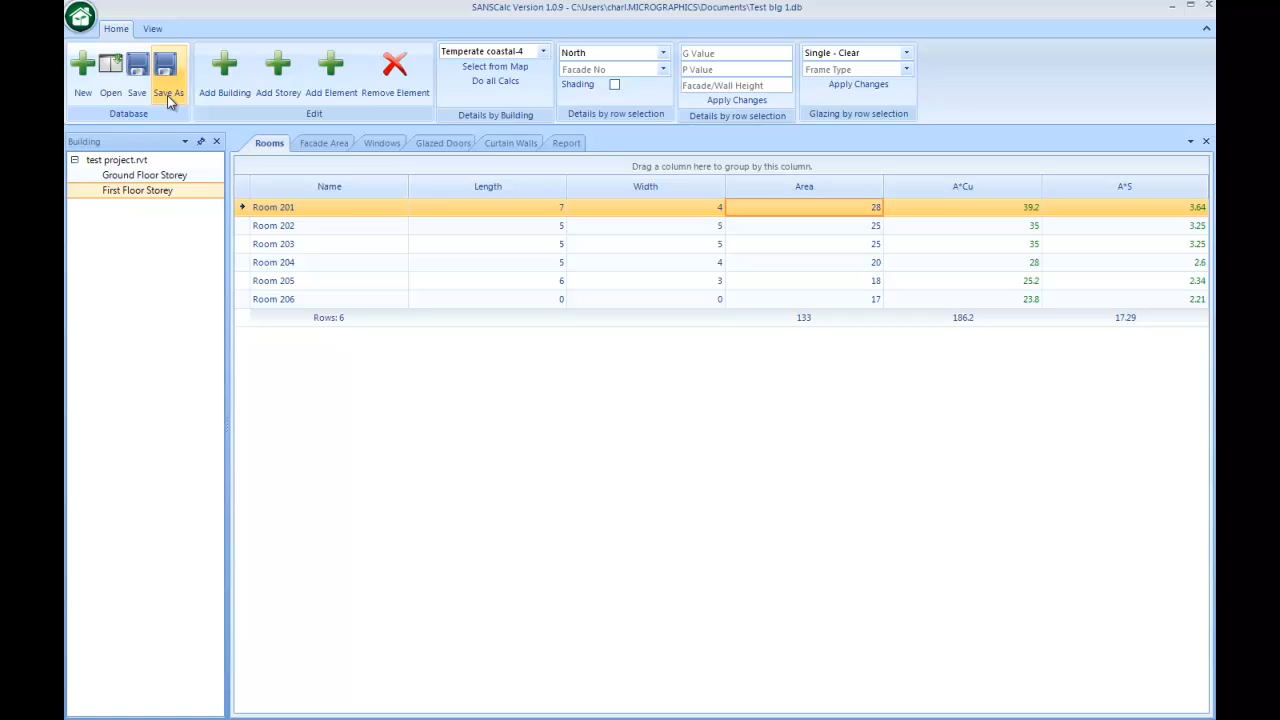 SANSCalc Version 1.0.9 - C:\Users\charl.MICROGRAPHICS\Documents\Test blg 1.db
Home View
New Open Save Save As
Database
Add Building Add Storey Add Element Remove Element
Edit
Temperate coastal-4
Select from Map
Do all Calcs
Details by Building
North
Facade No
Shading
Details by row selection
G Value
P Value
Facade/Wall Height
Apply Changes
Details by row selection
Single - Clear
Frame Type
Apply Changes
Glazing by row selection
Building
test project.rvt
Ground Floor Storey
First Floor Storey
Rooms Facade Area Windows Glazed Doors Curtain Walls Report
Drag a column here to group by this column.
Name Length Width Area A*Cu A*S
Room 201 7 4 28 39.2 3.64
Room 202 5 5 25 35 3.25
Room 203 5 5 25 35 3.25
Room 204 5 4 20 28 2.6
Room 205 6 3 18 25.2 2.34
Room 206 0 0 17 23.8 2.21
Rows: 6 133 186.2 17.29